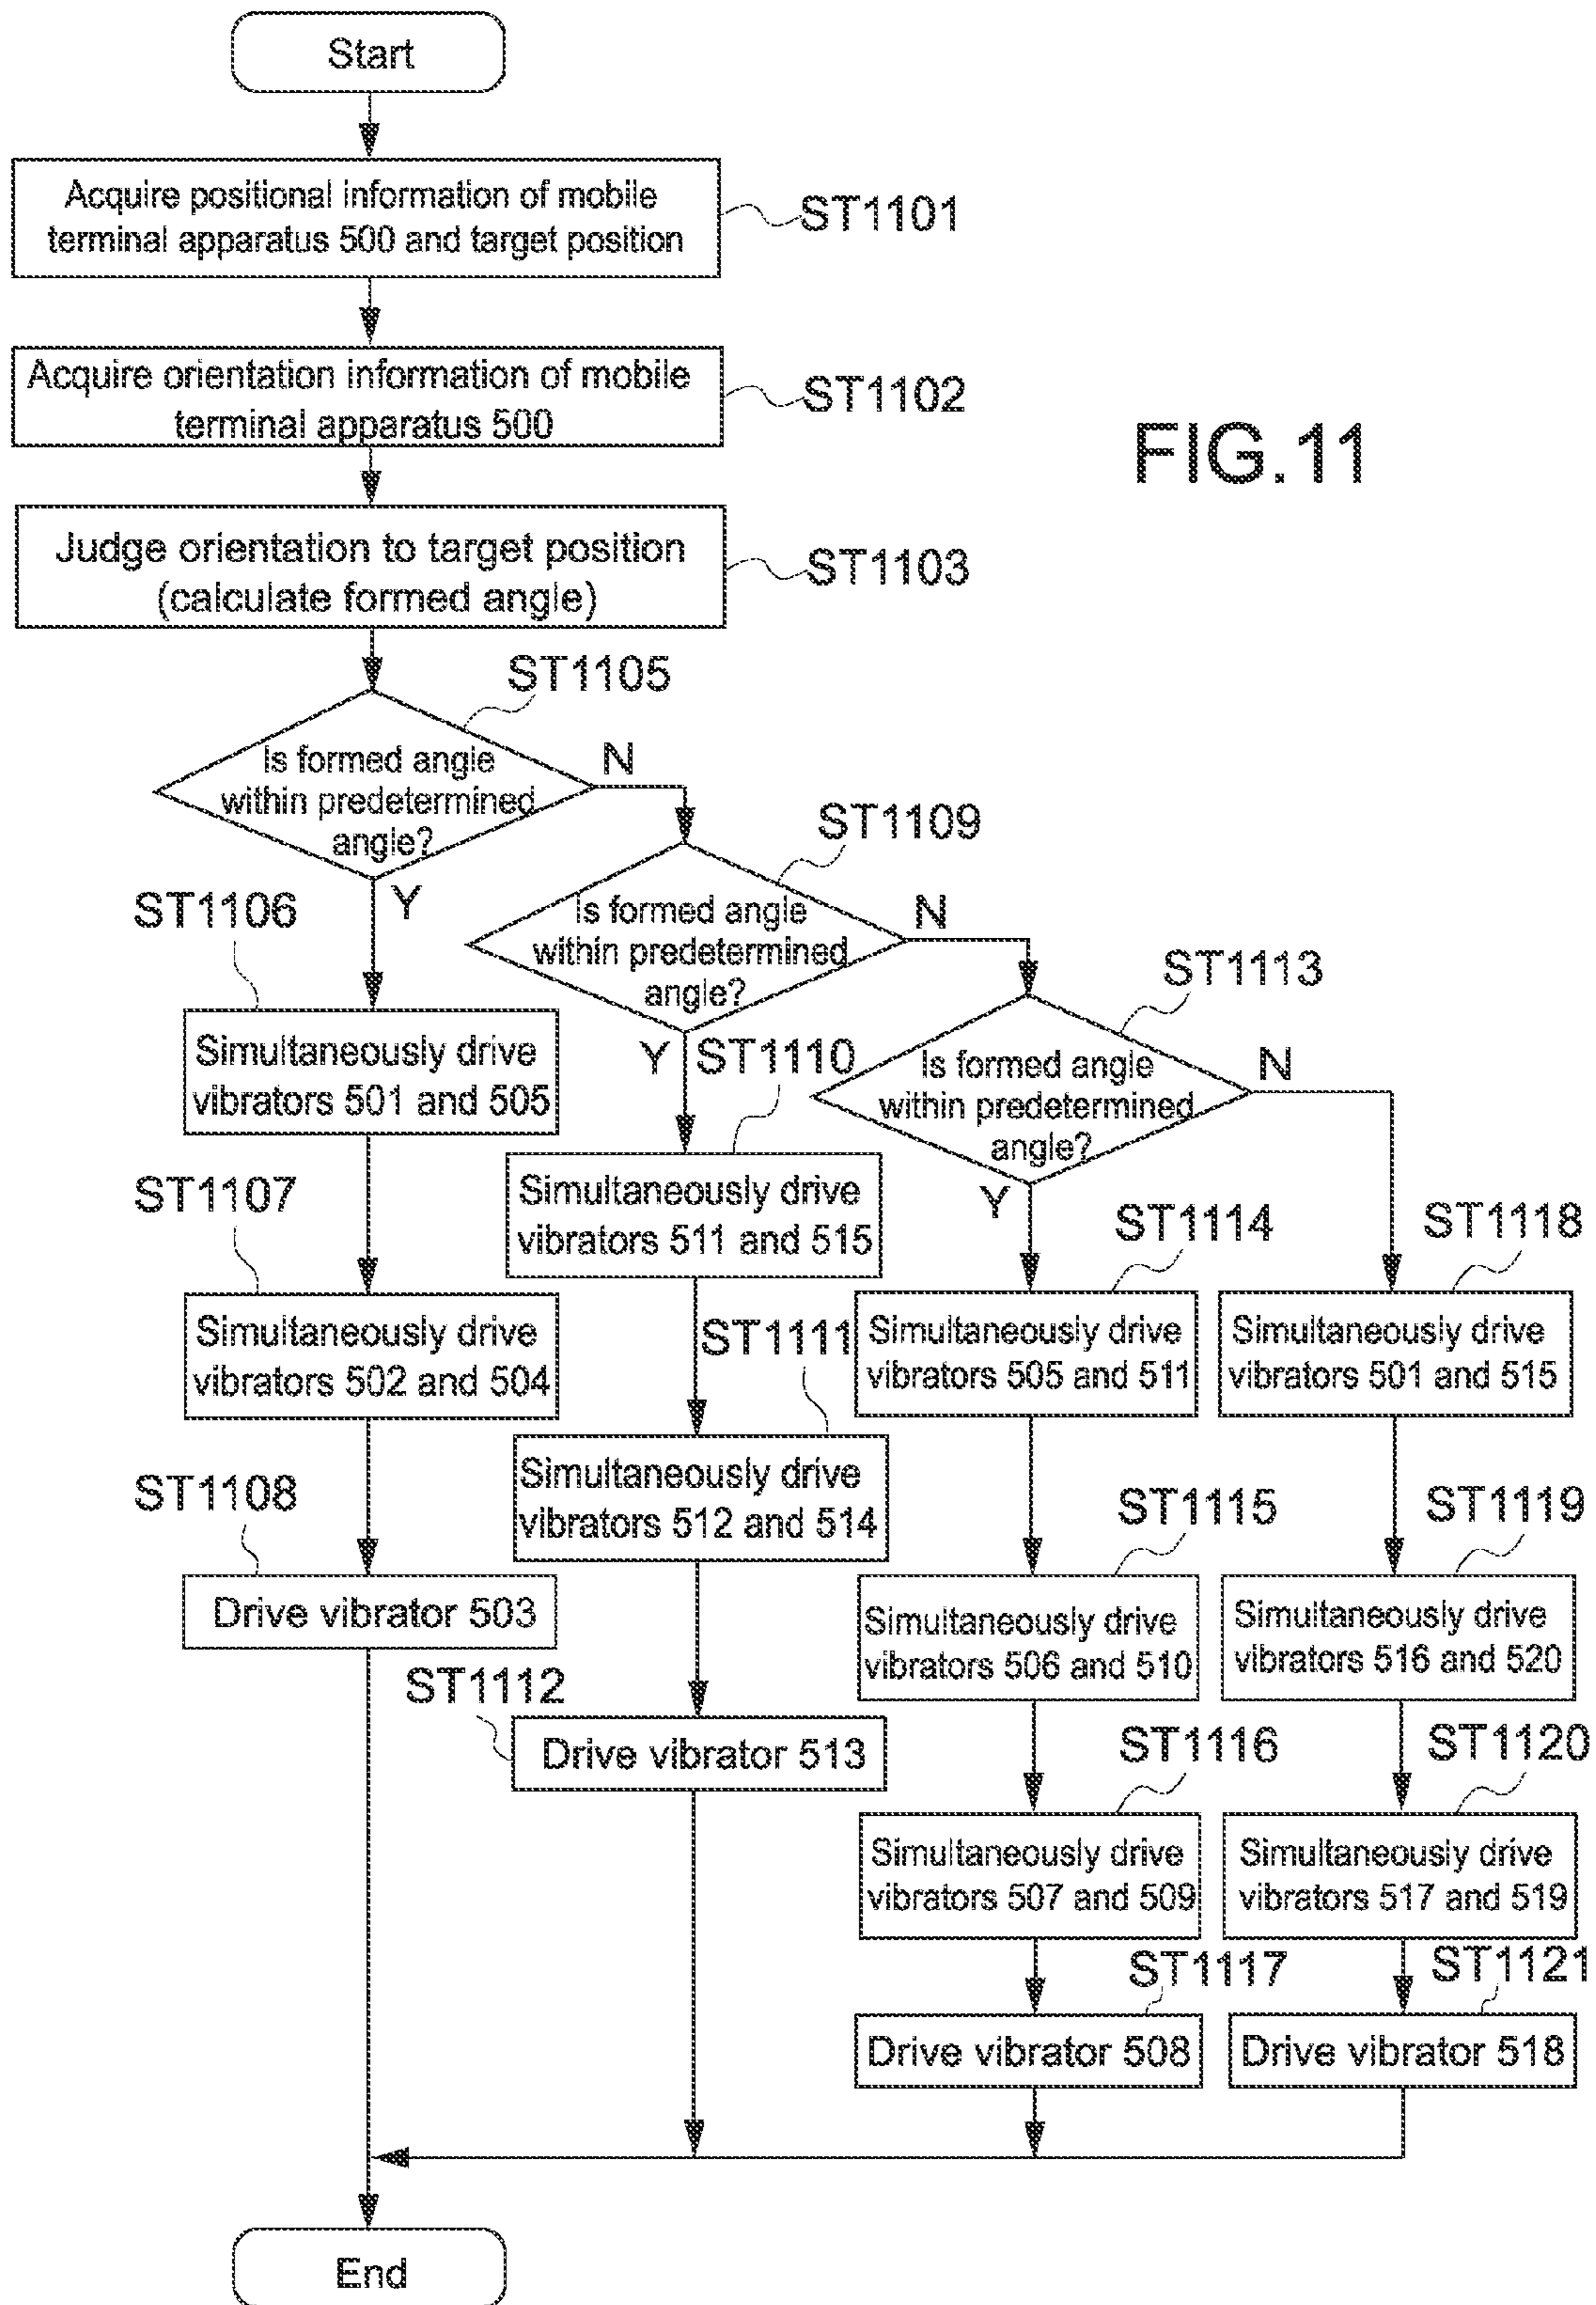 Start
Acquire positional information of mobile
terminal apparatus 500 and target position
ST1101
Acquire orientation information of mobile
terminal apparatus 500
ST1102
FIG.11
Judge orientation to target position
(calculate formed angle)
ST1103
ST1105
Is formed angle
within predetermined
angle?
N
Y
ST1109
Is formed angle
within predetermined
angle?
N
Y
ST1113
Is formed angle
within predetermined
angle?
N
Y
ST1106
Simultaneously drive
vibrators 501 and 505
ST1107
Simultaneously drive
vibrators 502 and 504
ST1108
Drive vibrator 503
ST1110
Simultaneously drive
vibrators 511 and 515
ST1111
Simultaneously drive
vibrators 512 and 514
ST1112
Drive vibrator 513
ST1114
Simultaneously drive
vibrators 505 and 511
ST1115
Simultaneously drive
vibrators 506 and 510
ST1116
Simultaneously drive
vibrators 507 and 509
ST1117
Drive vibrator 508
ST1118
Simultaneously drive
vibrators 501 and 515
ST1119
Simultaneously drive
vibrators 516 and 520
ST1120
Simultaneously drive
vibrators 517 and 519
ST1121
Drive vibrator 518
End